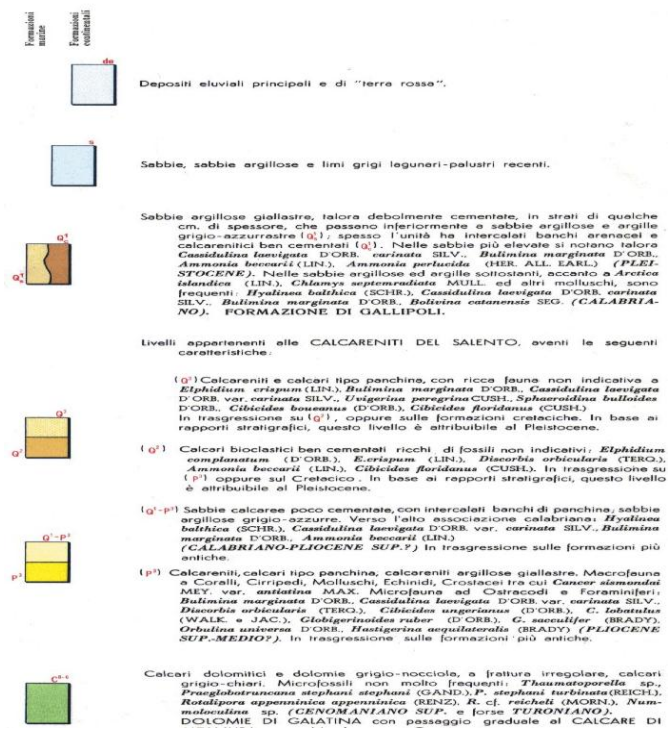 Formazioni
marine
Formazioni
continentali
de
Depositi eluviali principali e di "terra rossa".
s
Sabbie, sabbie argillose e limi grigi lagunari-palustri recenti.
Sabbie argillose giallastre, talora debolmente cementate, in strati di qualche
cm. di spessore, che passano inferiormente a sabbie argillose e argille
grigio-azzurrastre (Q); spesso l'unità ha intercalati banchi arenacei e
calcarenitici ben cementati (Q). Nelle sabbie più elevate si notano talora
Cassidulina laevigata D'ORB. carinata SILV., Bulimina marginata D'ORB.,
Ammonia beccarii (LIN.), Ammonia perlucida (HER. ALL. EARL.) (PLEI-
STOCENE). Nelle sabbie argillose ed argille sottostanti, accanto a Arctica
islandica (LIN.), Chlamys septemradiata MULL. ed altri molluschi, sono
frequenti: Hyalinea balthica (SCHR.), Cassidulina laevigata D'ORB. carinata
SILV., Bulimina marginata D'ORB., Bolivina catanensis SEG. (CALABRIA-
NO). FORMAZIONE DI GALLIPOLI.
Livelli appartenenti alle CALCARENITI DEL SALENTO, aventi le seguenti
caratteristiche:
Calcareniti e calcari tipo panchina, con ricca fauna non indicativa a
Elphidium crispum (LIN.), Bulimina marginata D'ORB., Cassidulina laevigata
D'ORB. var. carinata SILV., Uvigerina peregrina CUSH., Sphaeroidina bulloides
D'ORB., Cibicides boueanus (D'ORB.), Cibicides floridanus (CUSH.)
In trasgressione su (Q²), oppure sulle formazioni cretaciche. In base ai
rapporti stratigrafici, questo livello è attribuibile al Pleistocene.
Q²
(Q²) Calcari bioclastici ben cementati ricchi di fossili non indicativi: Elphidium
complanatum (D'ORB.), E. crispum (LIN.), Discorbis orbicularis (TERQ.),
Ammonia beccarii (LIN.), Cibicides floridanus (CUSH.). In trasgressione su
(P³) oppure sul Cretacico. In base ai rapporti stratigrafici, questo livello
è attribuibile al Pleistocene.
Q¹-P³
(Q¹-P³) Sabbie calcaree poco cementate, con intercalati banchi di panchina; sabbie
argillose grigio-azzurre. Verso l'alto associazione calabriana: Hyalinea
balthica (SCHR.), Cassidulina laevigata D'ORB. var. carinata SILV., Bulimina
marginata D'ORB., Ammonia beccarii (LIN.)
(CALABRIANO-PLIOCENE SUP.?) In trasgressione sulle formazioni più
antiche.
P³
(P³) Calcareniti, calcari tipo panchina, calcareniti argillose giallastre. Macrofauna
a Coralli, Cirripedi, Molluschi, Echinidi, Crostacei tra cui Cancer sismondai
MEY. var. antiatina MAX. Microfauna ad Ostracodi e Foraminiferi:
Bulimina marginata D'ORB., Cassidulina laevigata D'ORB. var. carinata SILV.,
Discorbis orbicularis (TERQ.), Cibicides ungerianus (D'ORB.), C. lobatulus
(WALK. e JAC.), Globigerinoides ruber (D'ORB.), G. sacculifer (BRADY),
Orbulina universa D'ORB., Hastigerina aequilateralis (BRADY) (PLIOCENE
SUP.-MEDIO?). In trasgressione sulle formazioni più antiche.
Calcari dolomitici e dolomie grigio-nocciola, a frattura irregolare, calcari
grigio-chiari. Microfossili non molto frequenti: Thaumatoporella sp.,
Praeglobotruncana stephani stephani (GAND.), P. stephani turbinata (REICH.),
Rotalipora appenninica appenninica (RENZ), R. cf. reicheli (MORN.), Num-
moloculina sp. (CENOMANIANO SUP. e forse TURONIANO).
DOLOMIE DI GALATINA con passaggio graduale al CALCARE DI